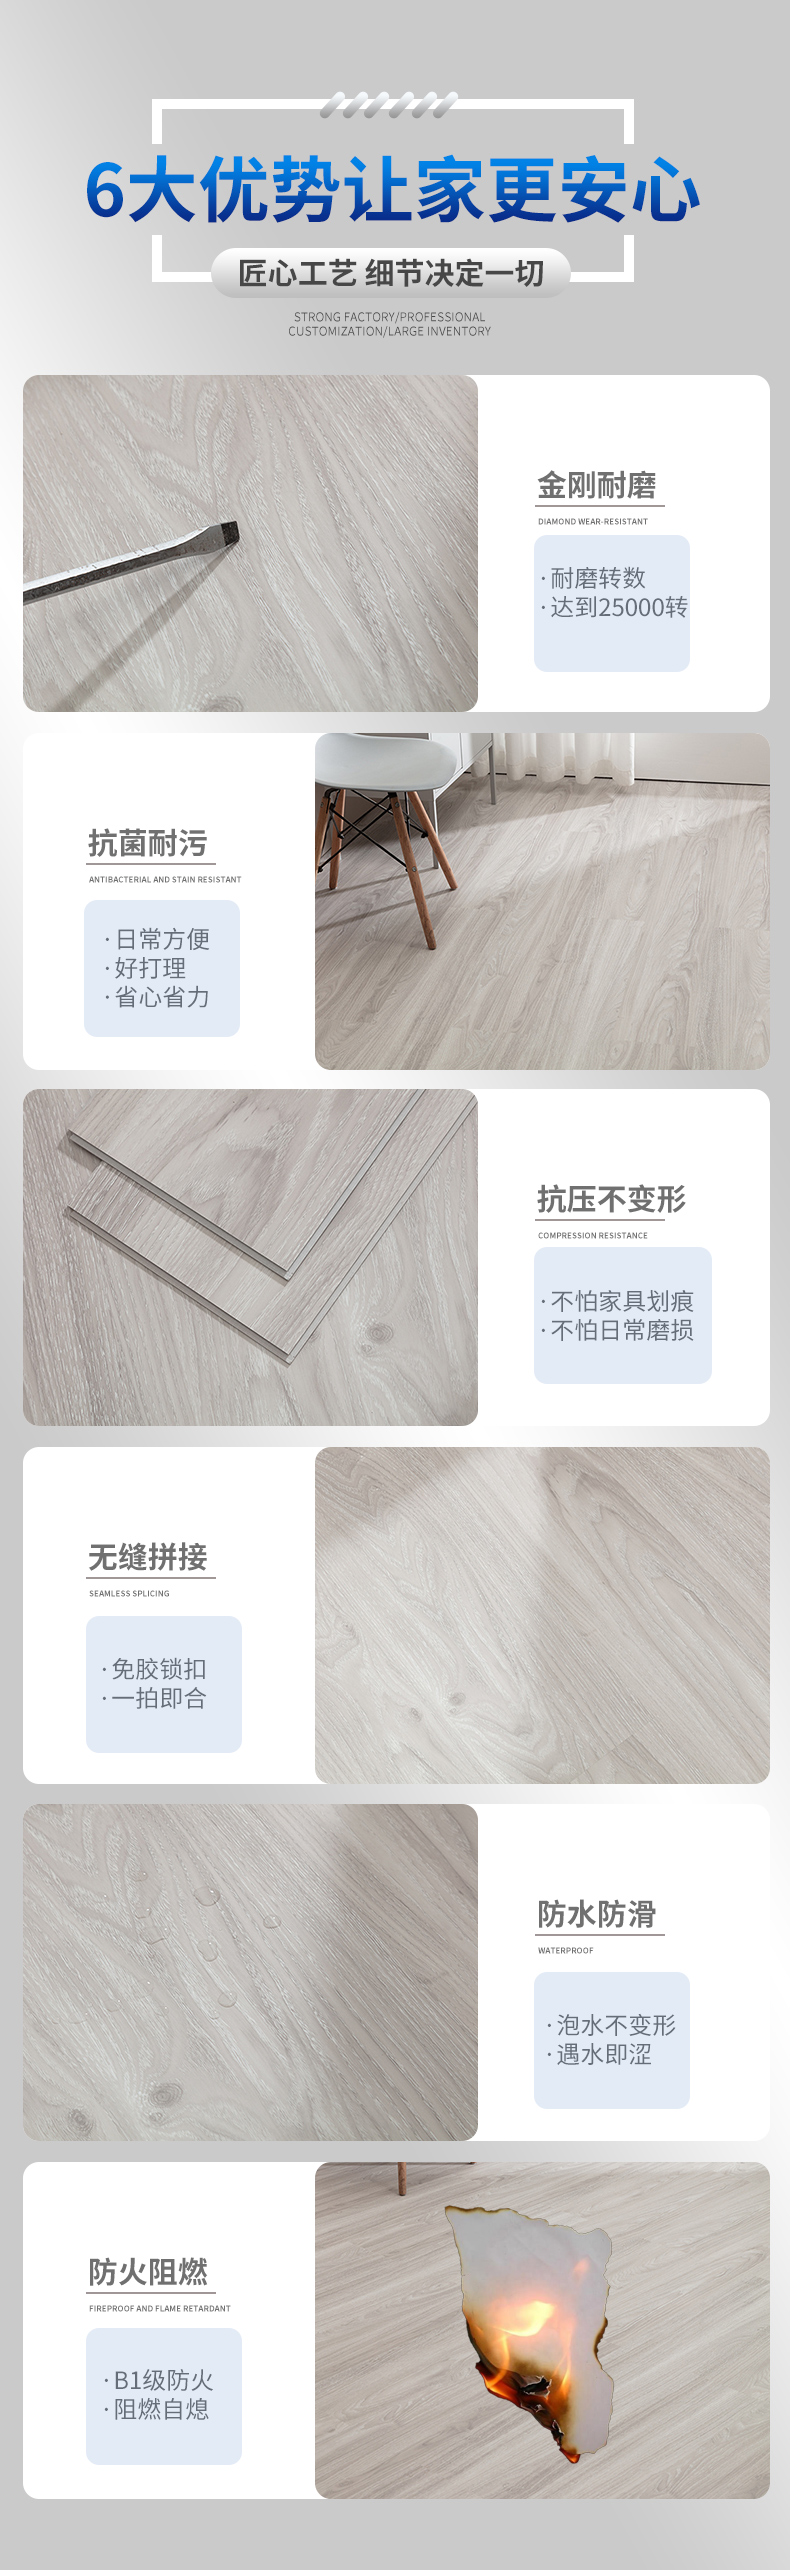 6大优势让家更安心
匠心工艺 细节决定一切
STRONG FACTORY/PROFESSIONAL
CUSTOMIZATION/LARGE INVENTORY
金刚耐磨
DIAMOND WEAR-RESISTANT
· 耐磨转数
· 达到25000转
抗菌耐污
ANTIBACTERIAL AND STAIN RESISTANT
· 日常方便
· 好打理
· 省心省力
抗压不变形
COMPRESSION RESISTANCE
· 不怕家具划痕
· 不怕日常磨损
无缝拼接
SEAMLESS SPLICING
· 免胶锁扣
· 一拍即合
防水防滑
WATERPROOF
· 泡水不变形
· 遇水即涩
防火阻燃
FIREPROOF AND FLAME RETARDANT
· B1级防火
· 阻燃自熄